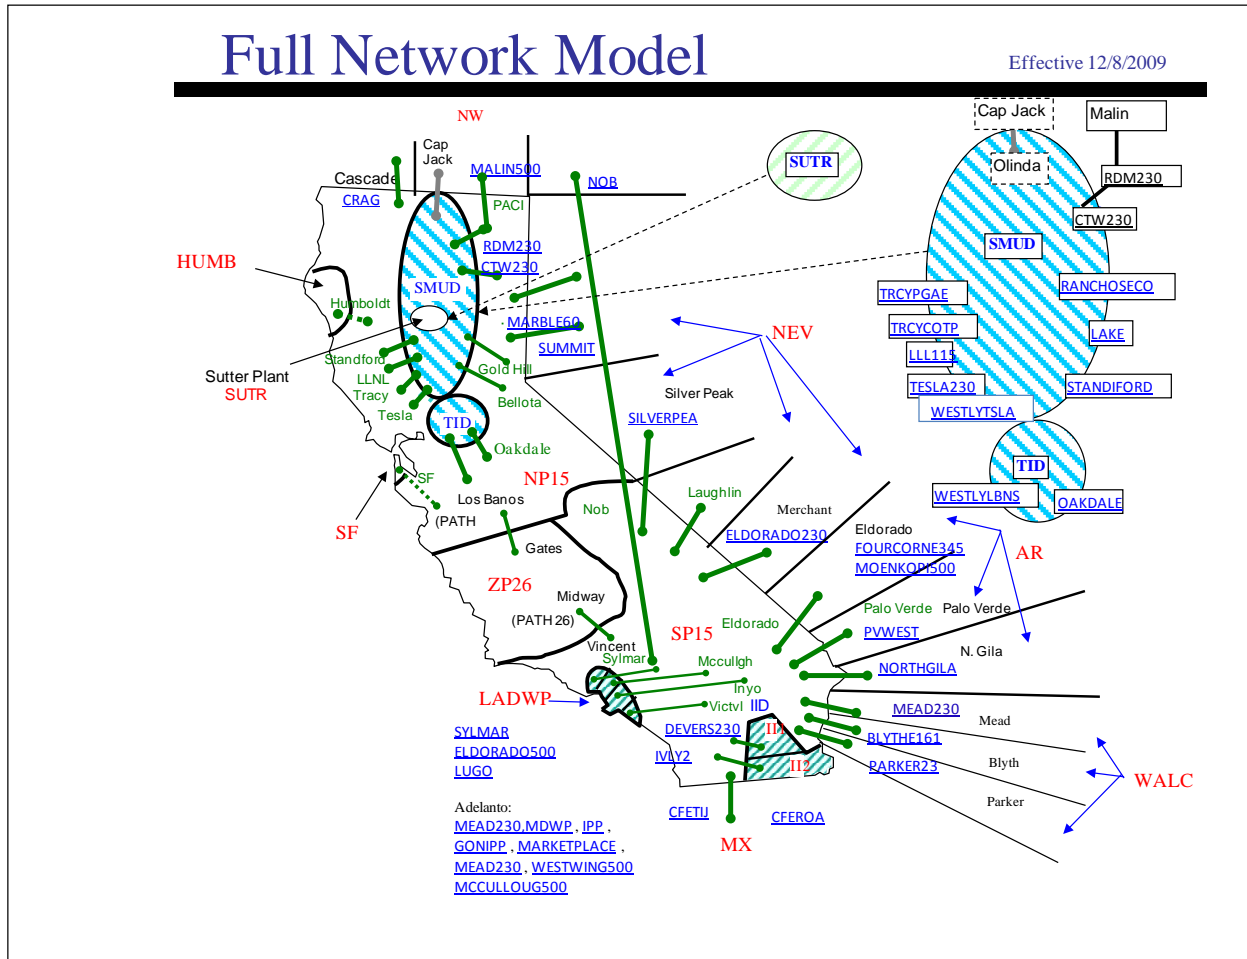 Full Network Model
Effective 12/8/2009
NW
Cap Jack
Malin
Cap
Jack
MALIN500
SUTR
Olinda
Cascade
NOB
RDM230
CRAG
PACI
CTW230
RDM230
SMUD
HUMB
CTW230
SMUD
RANCHOSECO
TRCYPGAE
Humboldt
MARBLE60
TRCYCOTP
NEV
LAKE
SUMMIT
Standford
LLL115
Gold Hill
Sutter Plant
LLNL
SUTR
Tracy
Silver Peak
TESLA230
STANDIFORD
Bellota
Tesla
WESTLYTSLA
TID
SILVERPEA
Oakdale
TID
SF
NP15
Laughlin
WESTLYLBNS
OAKDALE
Los Banos
Nob
Merchant
(PATH
SF
ELDORADO230
Eldorado
Gates
FOURCORNE345
AR
MOENKOPI500
ZP26
Midway
Palo Verde
Palo Verde
(PATH 26)
Eldorado
SP15
PVWEST
Vincent
Sylmar
N. Gila
Mccullgh
NORTHGILA
Inyo
LADWP
Victvl
IID
MEAD230
Mead
SYLMAR
DEVERS230
II1
BLYTHE161
ELDORADO500
IVLY2
II2
PARKER23
Blyth
LUGO
WALC
Parker
Adelanto:
CFETIJ
CFEROA
MEAD230,MDWP , IPP ,
MX
GONIPP , MARKETPLACE ,
MEAD230 , WESTWING500
MCCULLOUG500